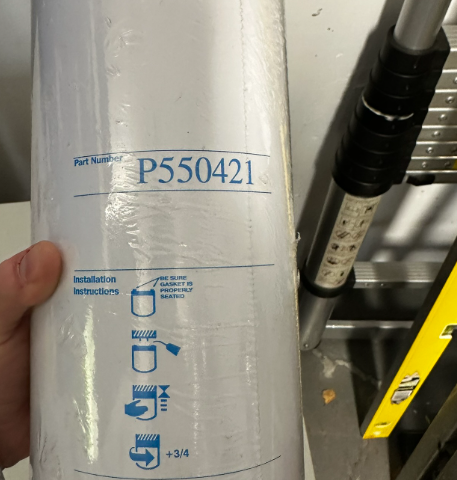 Part Number P550421
Installation
Instructions
BE SURE
GASKET IS
PROPERLY
SEATED
+3/4